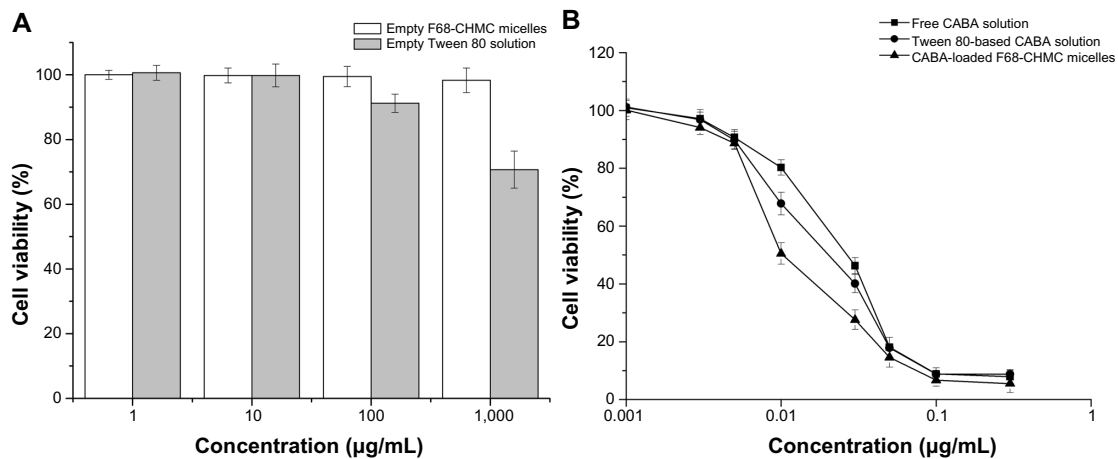 A
Empty F68-CHMC micelles
Empty Tween 80 solution
Cell viability (%)
100
80
60
40
20
0
1
10
100
1,000
Concentration (µg/mL)
B
Free CABA solution
Tween 80-based CABA solution
CABA-loaded F68-CHMC micelles
Cell viability (%)
120
100
80
60
40
20
0
0.001
0.01
0.1
1
Concentration (µg/mL)